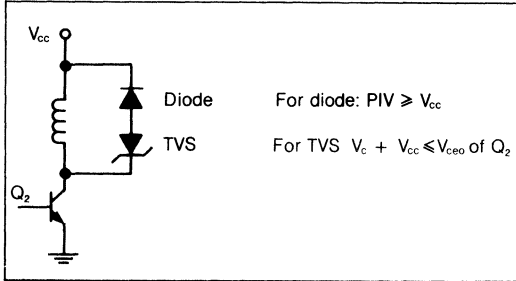 Vcc
Diode
For diode: PIV ≥ Vcc
TVS
For TVS Vc + Vcc ≤ Vceo of Q2
Q2